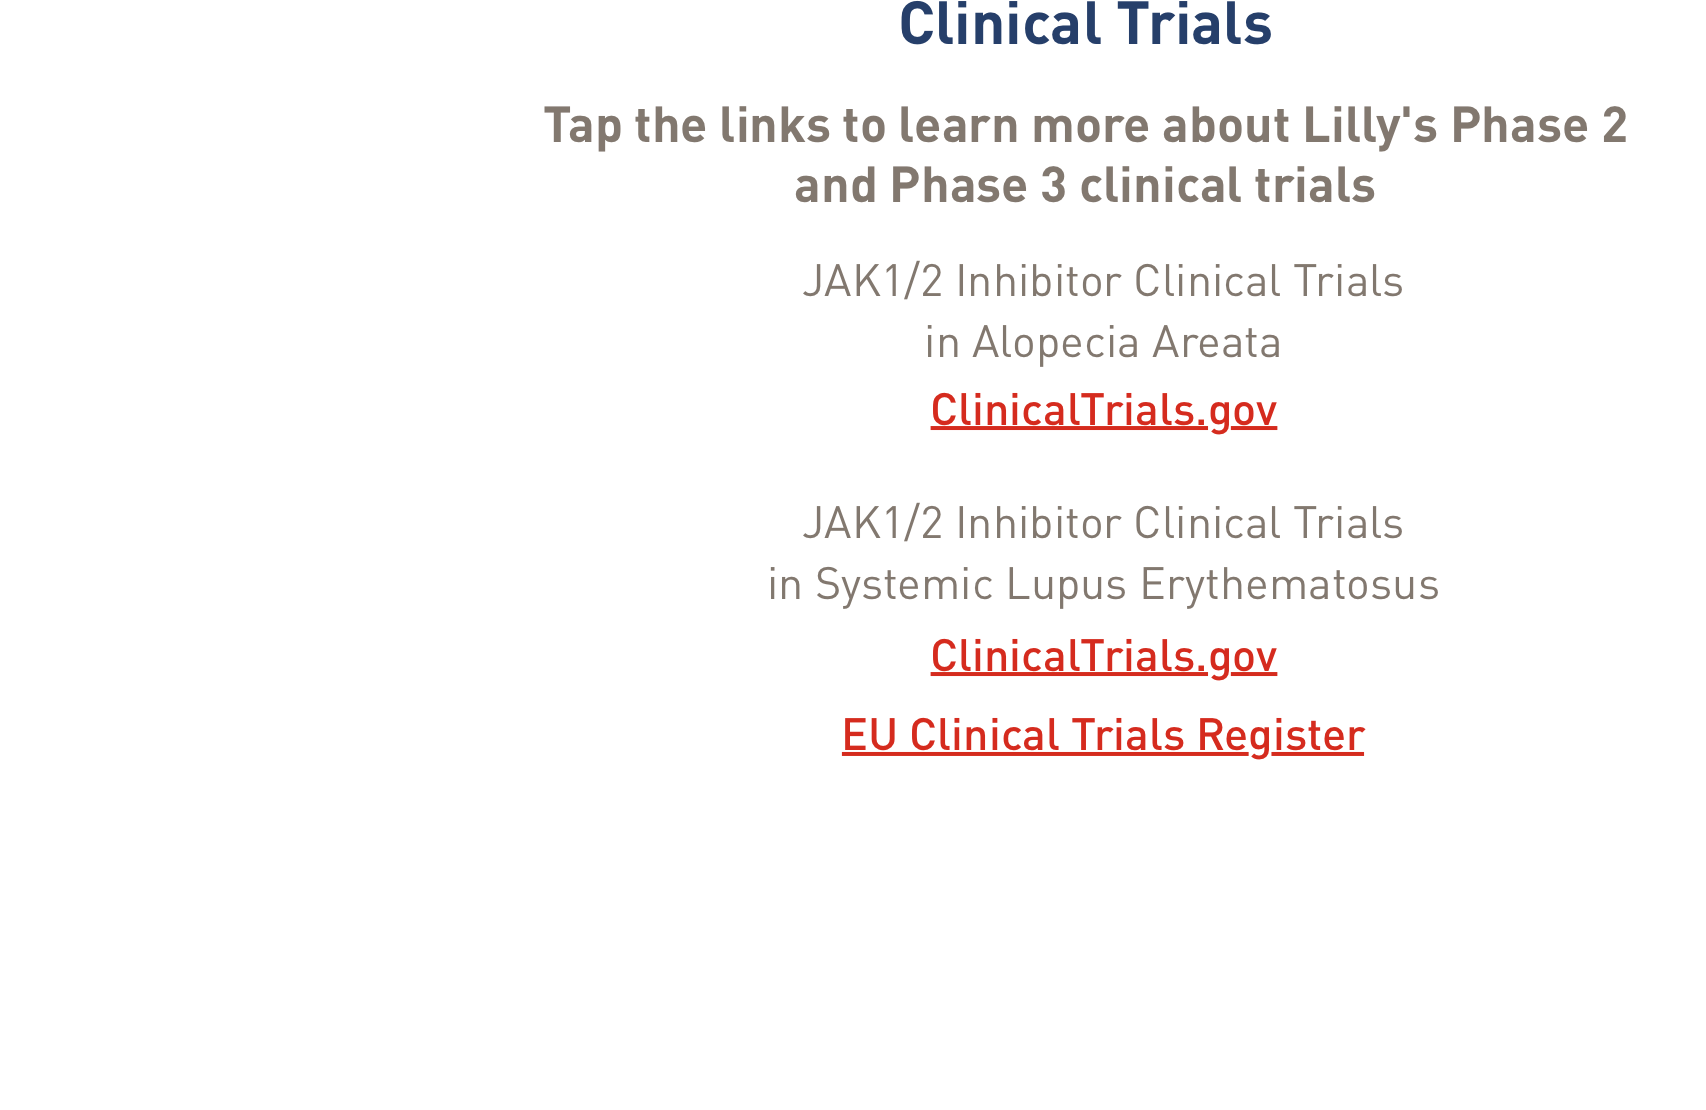 Clinical Trials
Tap the links to learn more about Lilly's Phase 2
and Phase 3 clinical trials
JAK1/2 Inhibitor Clinical Trials
in Alopecia Areata
ClinicalTrials.gov
JAK1/2 Inhibitor Clinical Trials
in Systemic Lupus Erythematosus
ClinicalTrials.gov
EU Clinical Trials Register